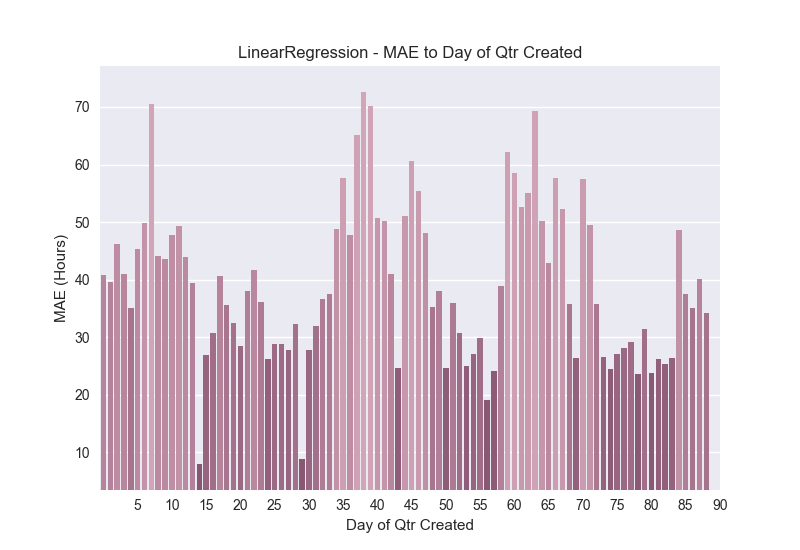 LinearRegression - MAE to Day of Qtr Created
70
60
50
40
30
20
10
MAE (Hours)
5 10 15 20 25 30 35 40 45 50 55 60 65 70 75 80 85 90
Day of Qtr Created